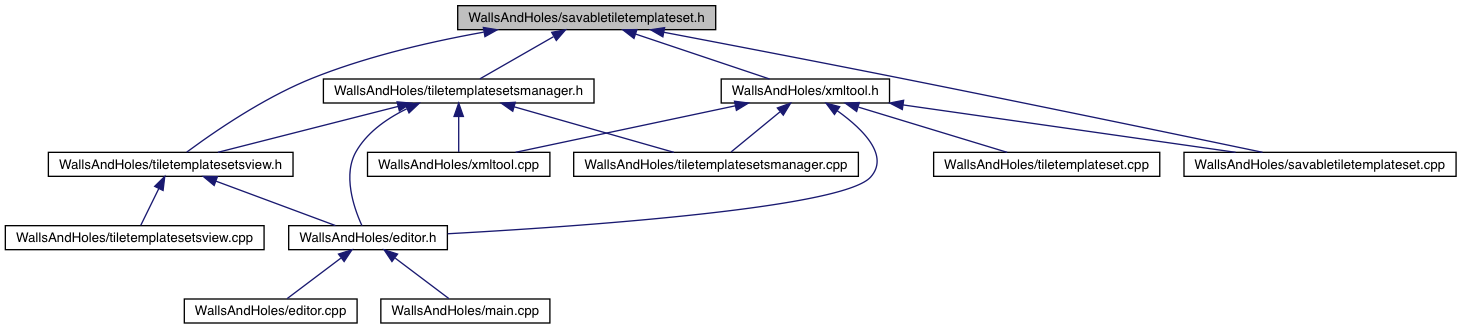 WallsAndHoles/savabletiletemplateset.h
WallsAndHoles/tiletemplatesetsmanager.h
WallsAndHoles/xmltool.h
WallsAndHoles/tiletemplatesetsview.h
WallsAndHoles/xmltool.cpp
WallsAndHoles/tiletemplatesetsmanager.cpp
WallsAndHoles/tiletemplateset.cpp
WallsAndHoles/savabletiletemplateset.cpp
WallsAndHoles/tiletemplatesetsview.cpp
WallsAndHoles/editor.h
WallsAndHoles/editor.cpp
WallsAndHoles/main.cpp